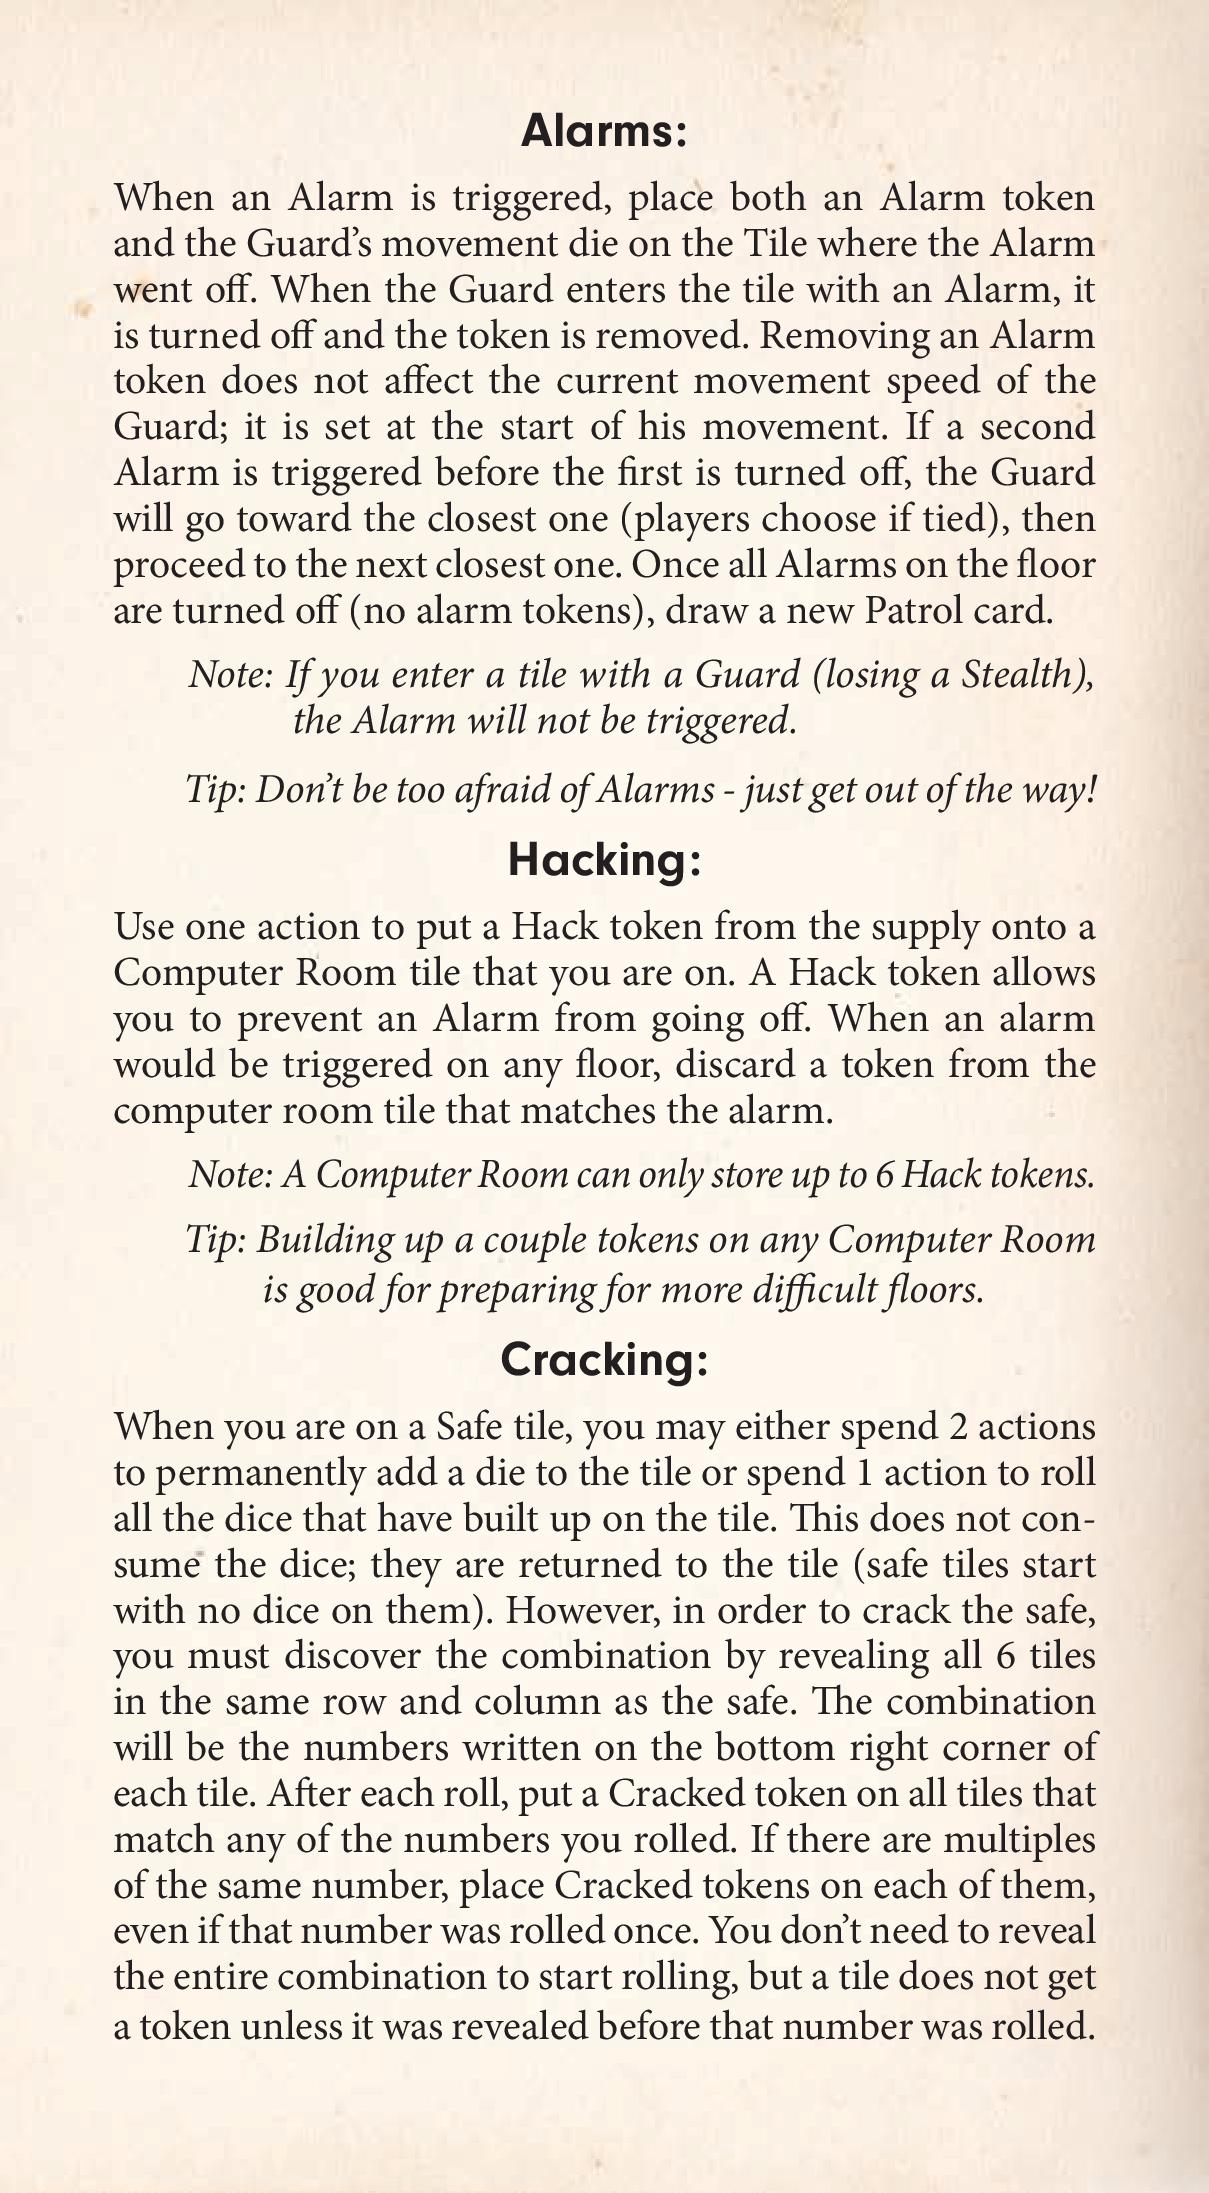 Alarms:
When an Alarm is triggered, place both an Alarm token
and the Guard's movement die on the Tile where the Alarm
went off. When the Guard enters the tile with an Alarm, it
is turned off and the token is removed. Removing an Alarm
token does not affect the current movement speed of the
Guard; it is set at the start of his movement. If a second
Alarm is triggered before the first is turned off, the Guard
will go toward the closest one (players choose if tied), then
proceed to the next closest one. Once all Alarms on the floor
are turned off (no alarm tokens), draw a new Patrol card.
Note: If you enter a tile with a Guard (losing a Stealth),
the Alarm will not be triggered.
Tip: Don't be too afraid of Alarms - just get out of the way!
Hacking:
Use one action to put a Hack token from the supply onto a
Computer Room tile that you are on. A Hack token allows
you to prevent an Alarm from going off. When an alarm
would be triggered on any floor, discard a token from the
computer room tile that matches the alarm.
Note: A Computer Room can only store up to 6 Hack tokens.
Tip: Building up a couple tokens on any Computer Room
is good for preparing for more difficult floors.
Cracking:
When you are on a Safe tile, you may either spend 2 actions
to permanently add a die to the tile or spend 1 action to roll
all the dice that have built up on the tile. This does not con-
sume the dice; they are returned to the tile (safe tiles start
with no dice on them). However, in order to crack the safe,
you must discover the combination by revealing all 6 tiles
in the same row and column as the safe. The combination
will be the numbers written on the bottom right corner of
each tile. After each roll, put a Cracked token on all tiles that
match any of the numbers you rolled. If there are multiples
of the same number, place Cracked tokens on each of them,
even if that number was rolled once. You don't need to reveal
the entire combination to start rolling, but a tile does not get
a token unless it was revealed before that number was rolled.